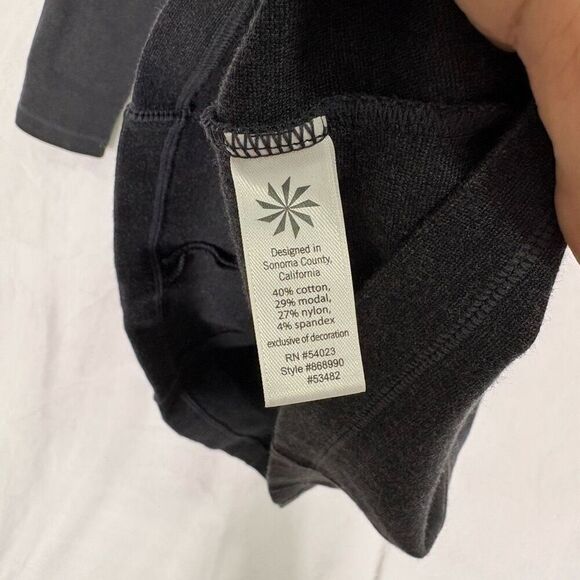 Designed in
Sonoma County,
California
40% cotton,
29% modal,
27% nylon,
4% spandex
exclusive of decoration
RN #54023
Style #868990
#53482